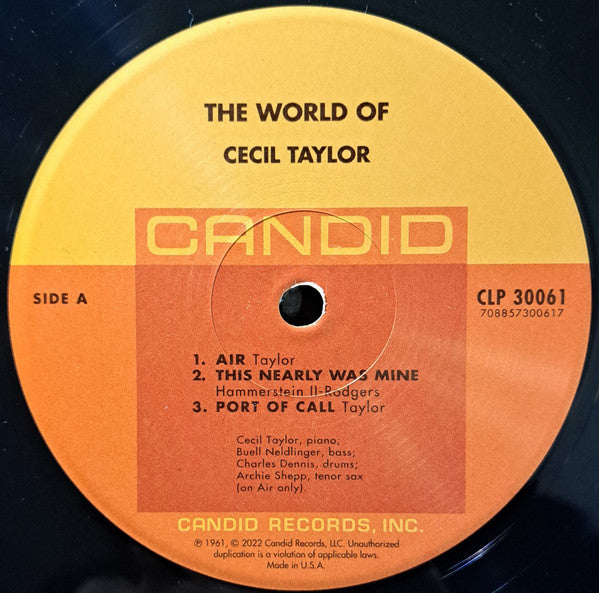 THE WORLD OF
CECIL TAYLOR
CANDID
SIDE A
CLP 30061
708857300617
1. AIR Taylor
2. THIS NEARLY WAS MINE
Hammerstein II-Rodgers
3. PORT OF CALL Taylor
Cecil Taylor, piano;
Buell Neldlinger, bass;
Charles Dennis, drums;
Archie Shepp, tenor sax
(on Air only).
CANDID RECORDS, INC.
℗ 1961, © 2022 Candid Records, LLC. Unauthorized
duplication is a violation of applicable laws.
Made in U.S.A.